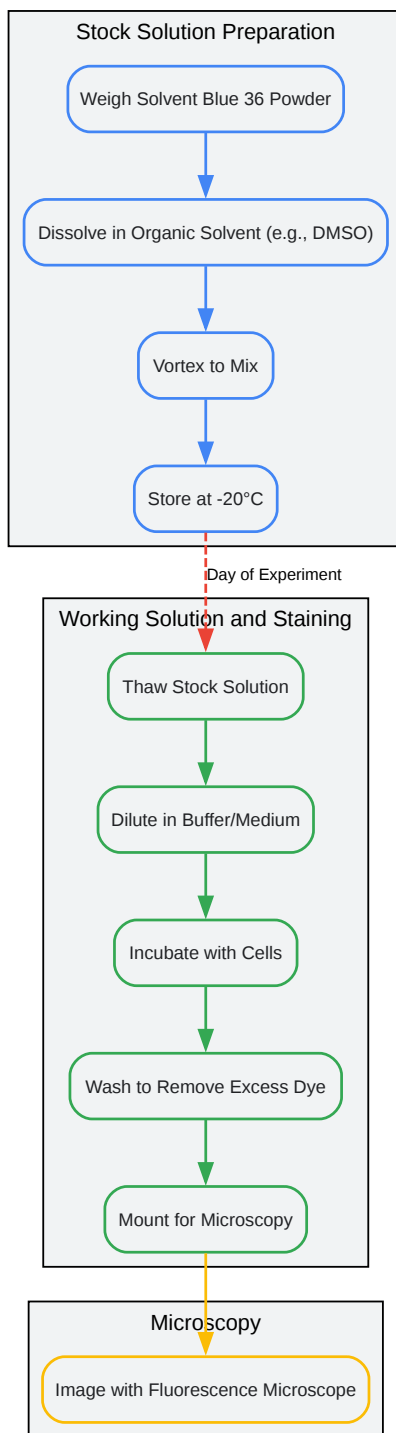 Stock Solution Preparation
Weigh Solvent Blue 36 Powder
Dissolve in Organic Solvent (e.g., DMSO)
Vortex to Mix
Store at -20°C
Day of Experiment
Working Solution and Staining
Thaw Stock Solution
Dilute in Buffer/Medium
Incubate with Cells
Wash to Remove Excess Dye
Mount for Microscopy
Microscopy
Image with Fluorescence Microscope